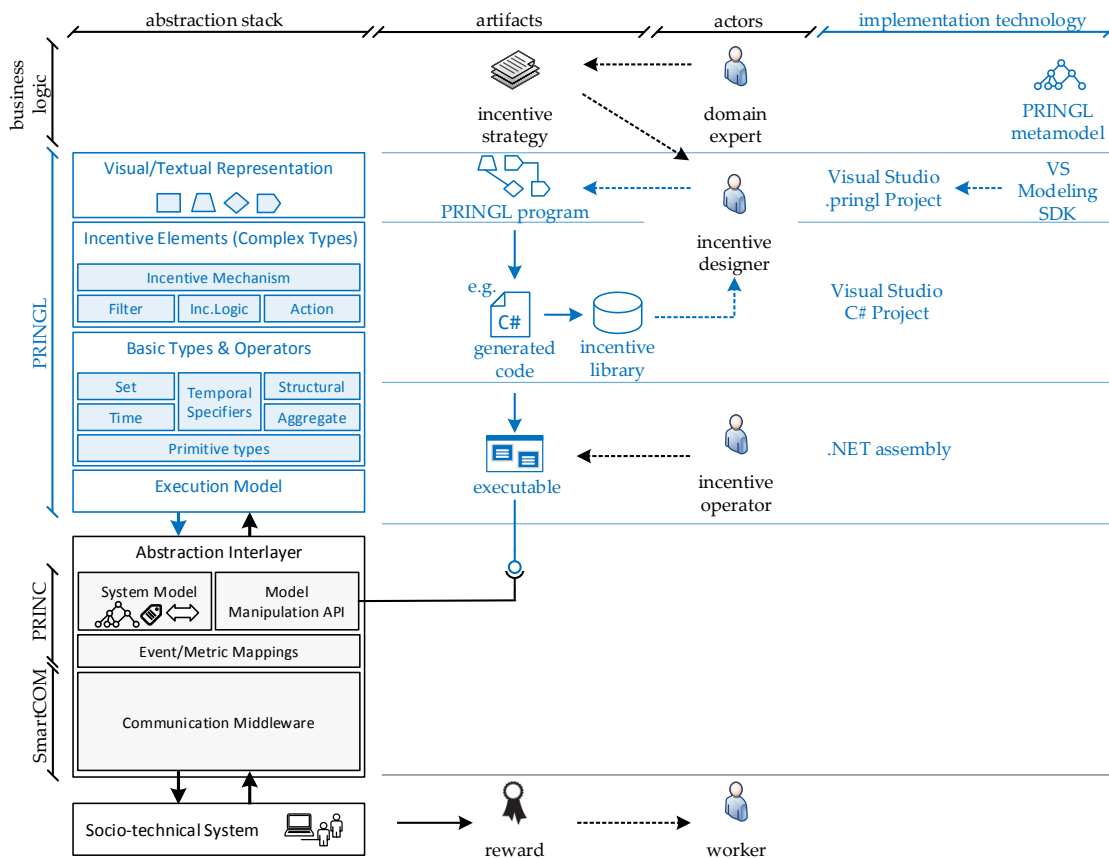 abstraction stack
artifacts
actors
implementation technology
business
logic
incentive
strategy
domain
expert
PRINGL
metamodel
PRINGL
Visual/Textual Representation
PRINGL program
Visual Studio
.pringl Project
VS
Modeling
SDK
Incentive Elements (Complex Types)
Incentive Mechanism
Filter
Inc.Logic
Action
incentive
designer
e.g.
C#
generated
code
incentive
library
Visual Studio
C# Project
Basic Types & Operators
Set
Temporal
Specifiers
Structural
Time
Aggregate
Primitive types
Execution Model
executable
incentive
operator
.NET assembly
PRINC
Abstraction Interlayer
System Model
Model
Manipulation API
Event/Metric Mappings
SmartCOM
Communication Middleware
Socio-technical System
reward
worker